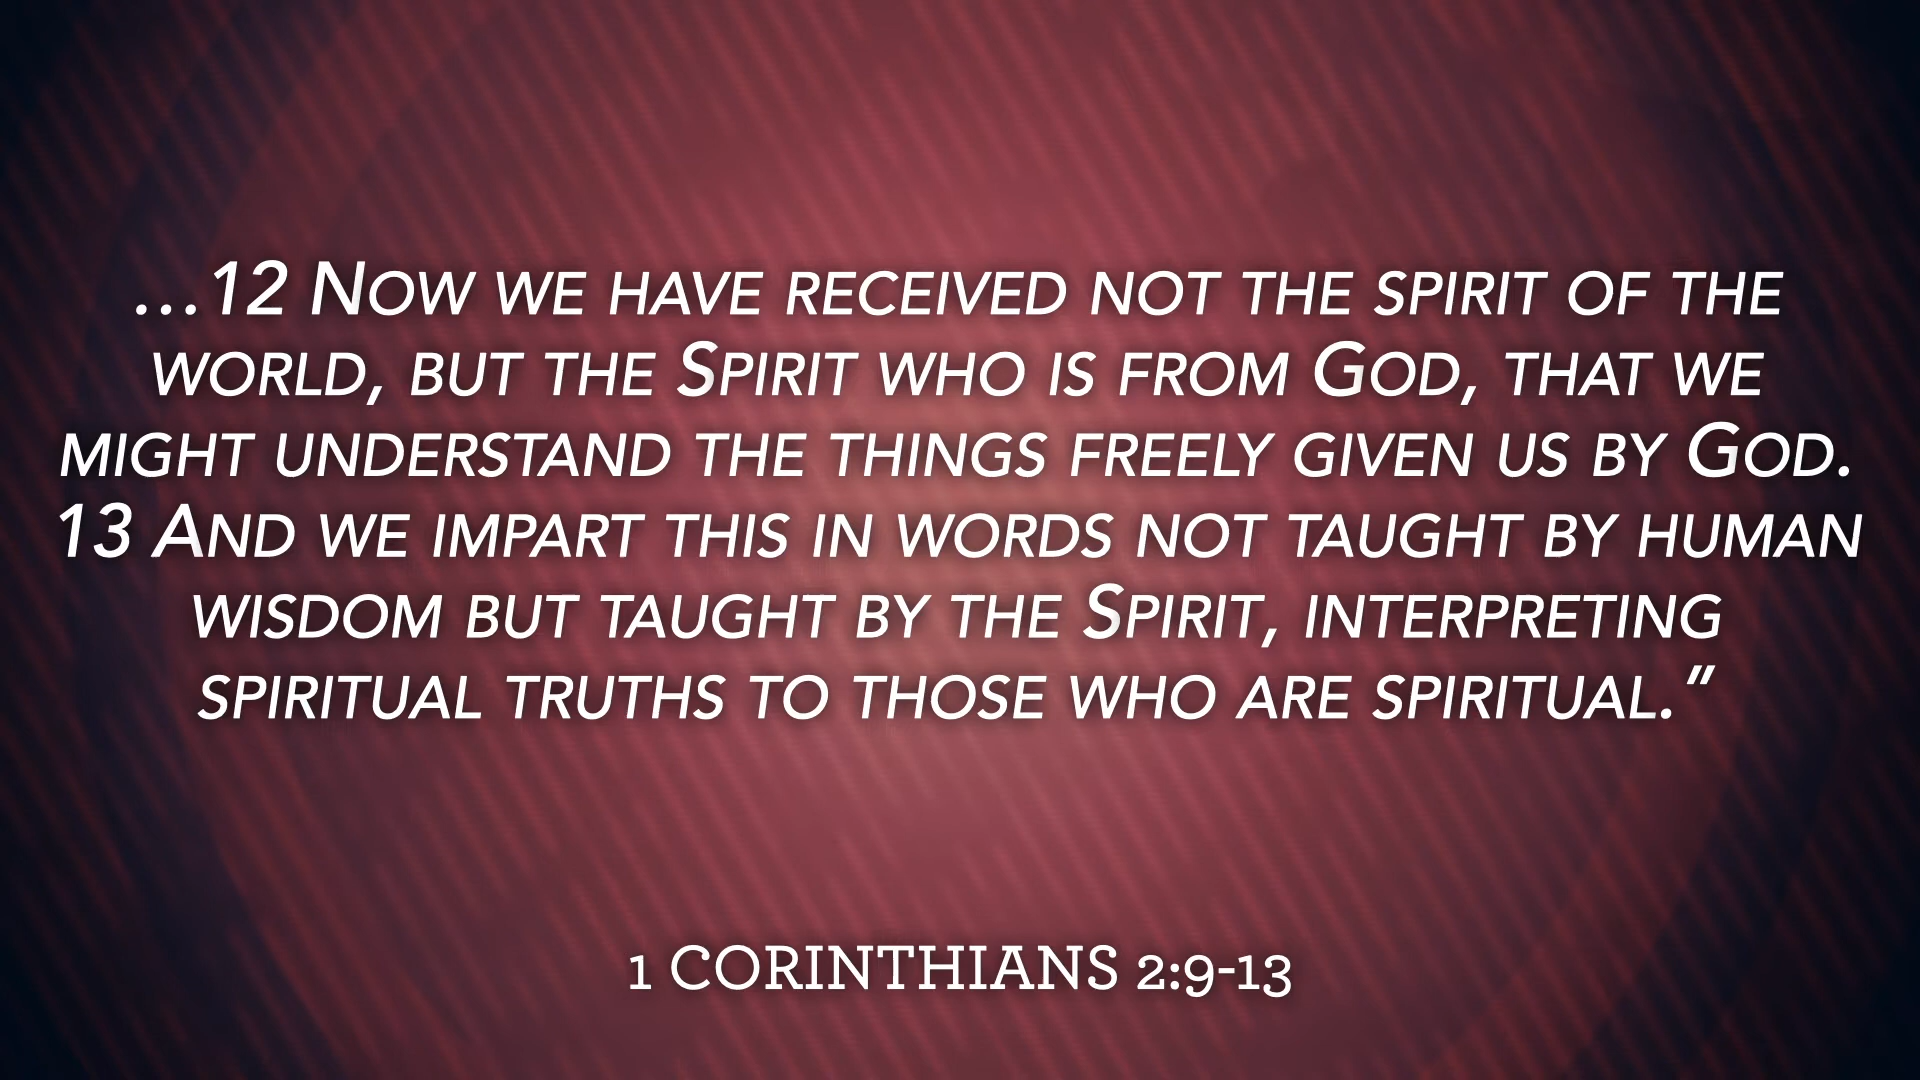 …12 Now we have received not the spirit of the
world, but the Spirit who is from God, that we
might understand the things freely given us by God.
13 And we impart this in words not taught by human
wisdom but taught by the Spirit, interpreting
spiritual truths to those who are spiritual.”
1 CORINTHIANS 2:9-13